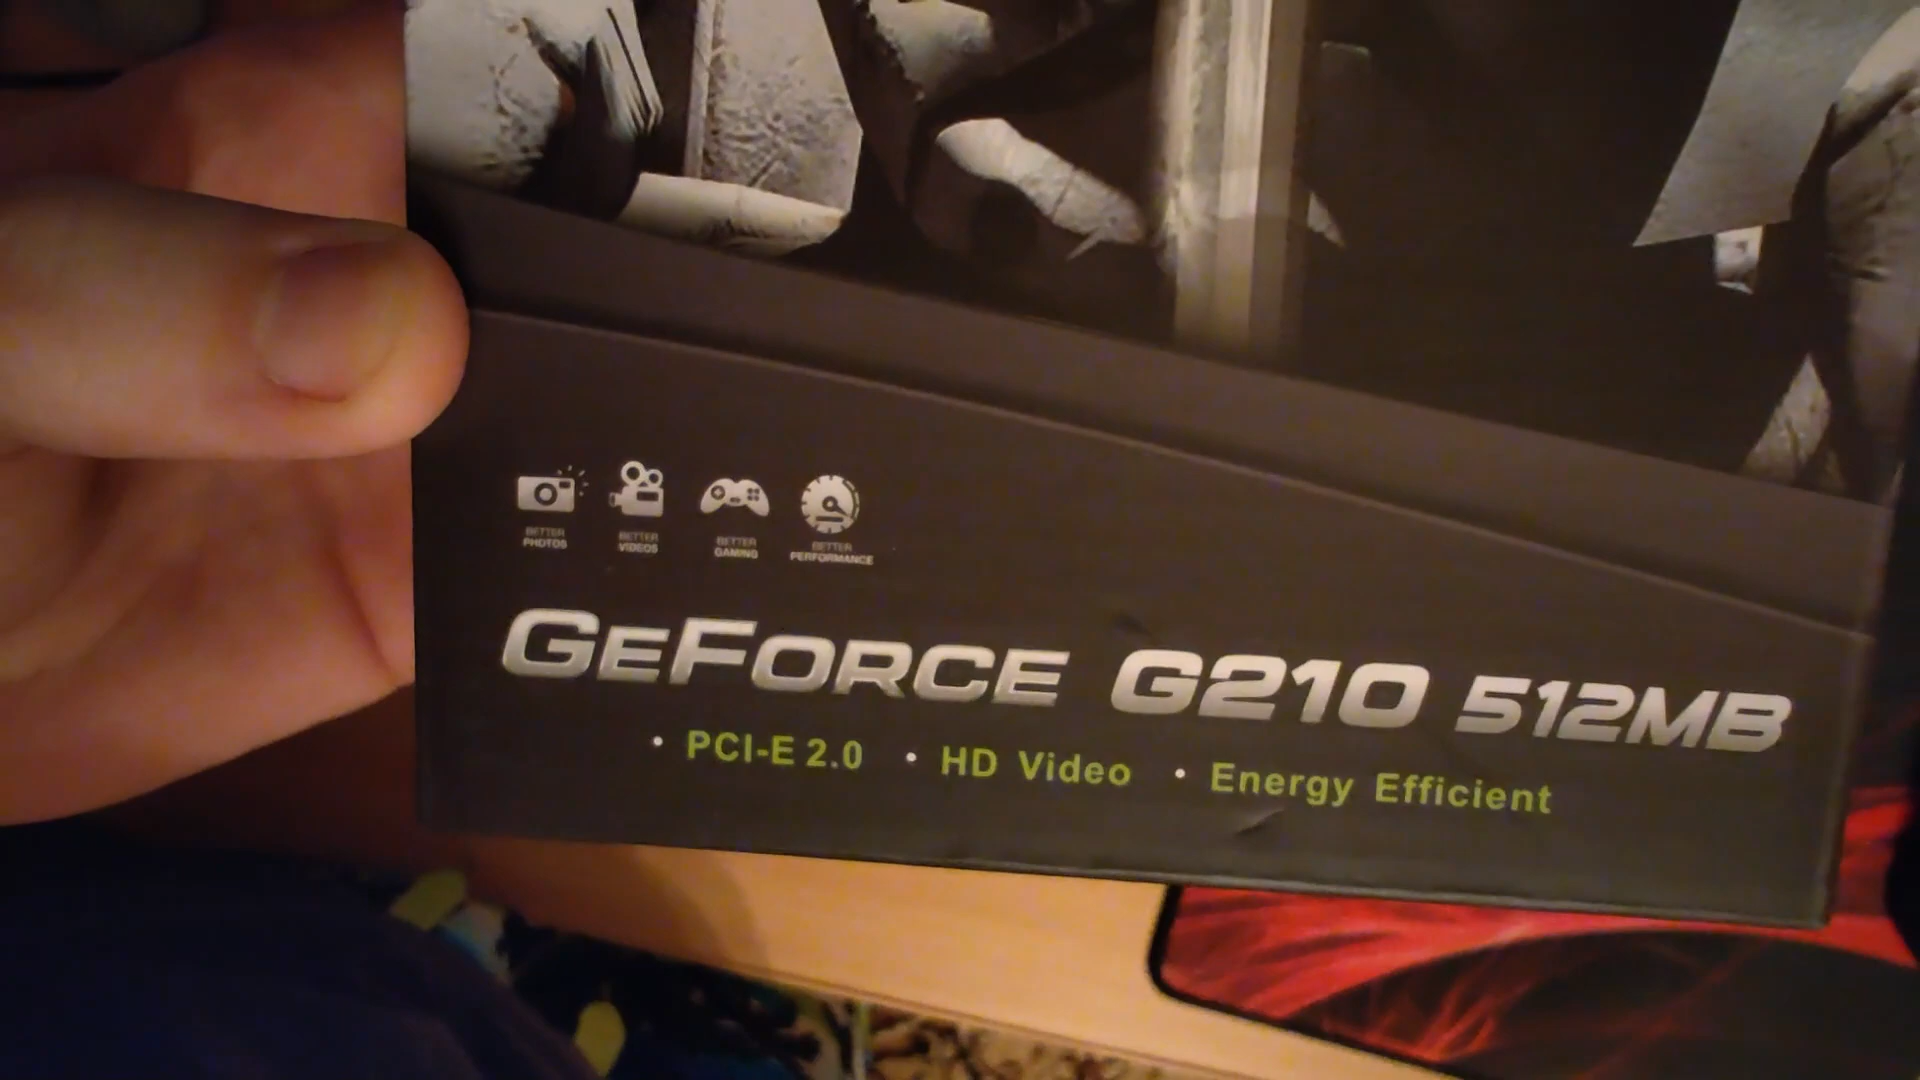 BETTER
PHOTOS
BETTER
VIDEOS
BETTER
GAMING
BETTER
PERFORMANCE
GEFORCE G210 512MB
• PCI-E 2.0 • HD Video • Energy Efficient